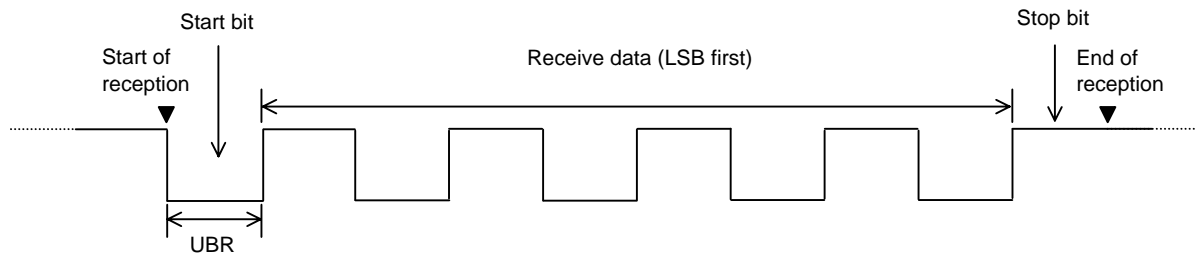 Start bit
Stop bit
Start of
reception
Receive data (LSB first)
End of
reception
UBR